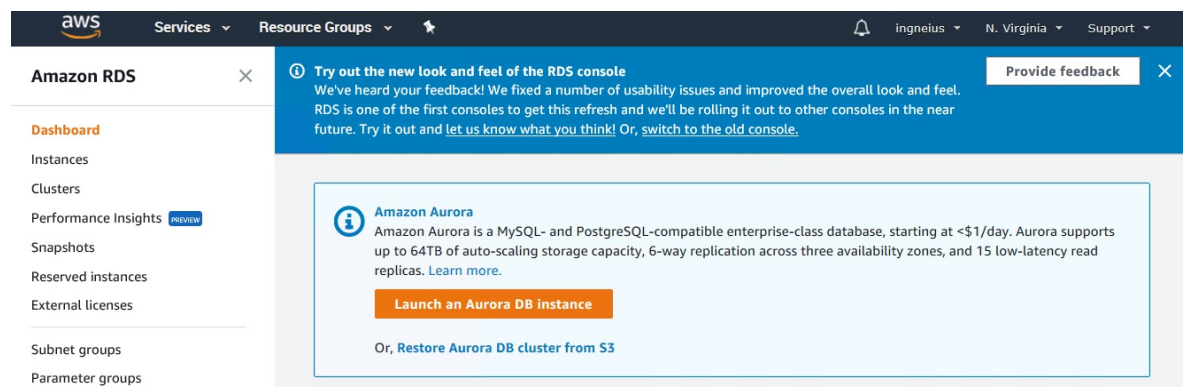 aws
Services
Resource Groups
ingneius
N. Virginia
Support
Amazon RDS
Dashboard
Instances
Clusters
Performance Insights PREVIEW
Snapshots
Reserved instances
External licenses
Subnet groups
Parameter groups
Try out the new look and feel of the RDS console
We've heard your feedback! We fixed a number of usability issues and improved the overall look and feel.
RDS is one of the first consoles to get this refresh and we'll be rolling it out to other consoles in the near
future. Try it out and let us know what you think! Or, switch to the old console.
Provide feedback
Amazon Aurora
Amazon Aurora is a MySQL- and PostgreSQL-compatible enterprise-class database, starting at <$1/day. Aurora supports
up to 64TB of auto-scaling storage capacity, 6-way replication across three availability zones, and 15 low-latency read
replicas. Learn more.
Launch an Aurora DB instance
Or, Restore Aurora DB cluster from S3